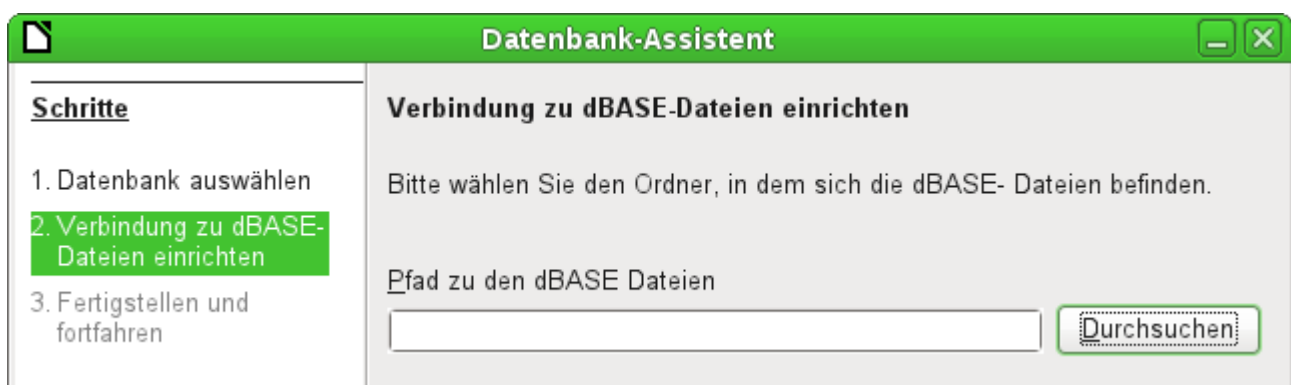 Datenbank-Assistent
Schritte
1. Datenbank auswählen
2. Verbindung zu dBASE-
Dateien einrichten
3. Fertigstellen und
fortfahren
Verbindung zu dBASE-Dateien einrichten
Bitte wählen Sie den Ordner, in dem sich die dBASE- Dateien befinden.
Pfad zu den dBASE Dateien
Durchsuchen